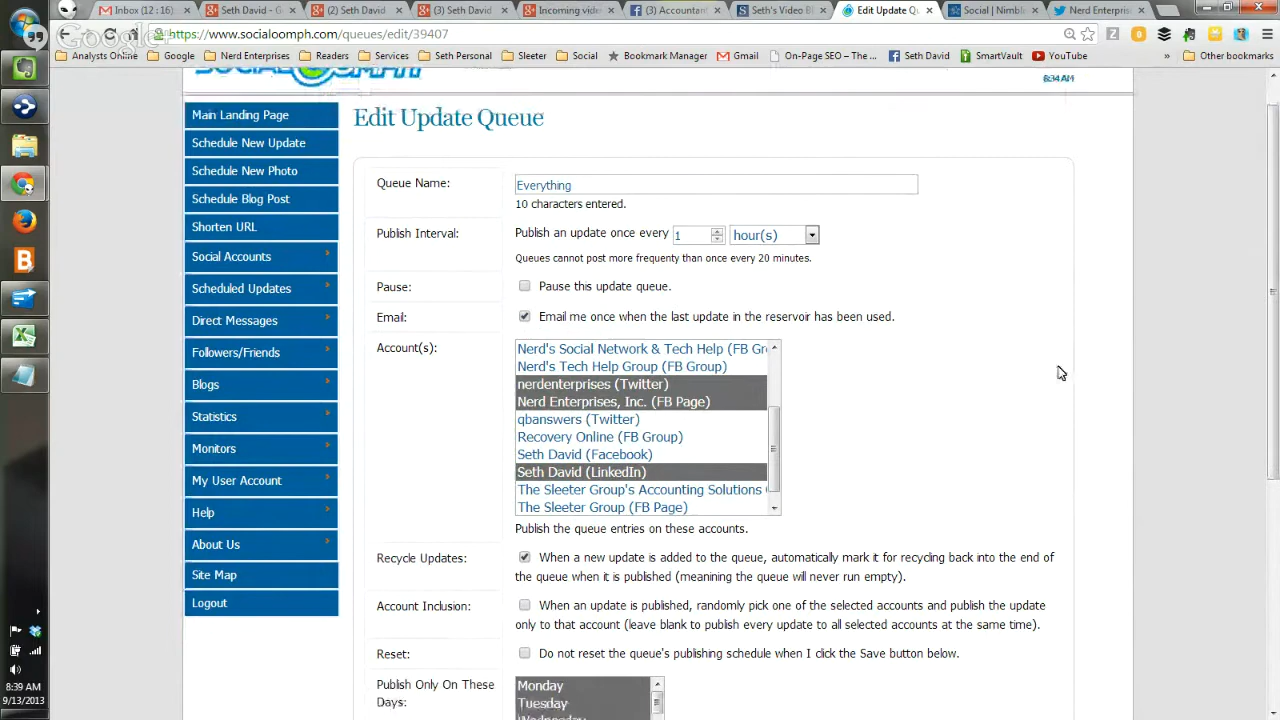 Inbox (12 : 16)
Seth David - G
(2) Seth David
(3) Seth David
Incoming video
(3) Accountan
Seth's Video B
Edit Update Q
Social | Nimbl
Nerd Enterpris
https://www.socialoomph.com/queues/edit/39407
Analysts Online
Google
Nerd Enterprises
Readers
Services
Seth Personal
Sleeter
Social
Bookmark Manager
Gmail
On-Page SEO – The ...
Seth David
SmartVault
YouTube
»
Other bookmarks
SOCIALOOMPH
8:34 AM
Main Landing Page
Schedule New Update
Schedule New Photo
Schedule Blog Post
Shorten URL
Social Accounts
Scheduled Updates
Direct Messages
Followers/Friends
Blogs
Statistics
Monitors
My User Account
Help
About Us
Site Map
Logout
Edit Update Queue
Queue Name:
Everything
10 characters entered.
Publish Interval:
Publish an update once every 1 hour(s)
Queues cannot post more frequenty than once every 20 minutes.
Pause:
Pause this update queue.
Email:
Email me once when the last update in the reservoir has been used.
Account(s):
Nerd's Social Network & Tech Help (FB Gr
Nerd's Tech Help Group (FB Group)
nerdenterprises (Twitter)
Nerd Enterprises, Inc. (FB Page)
qbanswers (Twitter)
Recovery Online (FB Group)
Seth David (Facebook)
Seth David (LinkedIn)
The Sleeter Group's Accounting Solutions
The Sleeter Group (FB Page)
Publish the queue entries on these accounts.
Recycle Updates:
When a new update is added to the queue, automatically mark it for recycling back into the end of
the queue when it is published (meanining the queue will never run empty).
Account Inclusion:
When an update is published, randomly pick one of the selected accounts and publish the update
only to that account (leave blank to publish every update to all selected accounts at the same time).
Reset:
Do not reset the queue's publishing schedule when I click the Save button below.
Publish Only On These
Days:
Monday
Tuesday
Wednesday
8:39 AM
9/13/2013